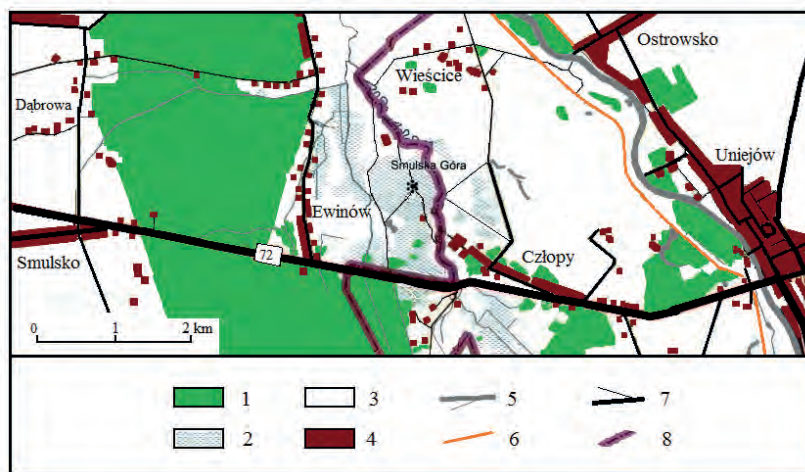 Ostrowsko
Wieścice
Dąbrowa
Smulska Góra
Uniejów
Ewinów
72
Człopy
Smulsko
0 1 2 km
1 3 5 7
2 4 6 8